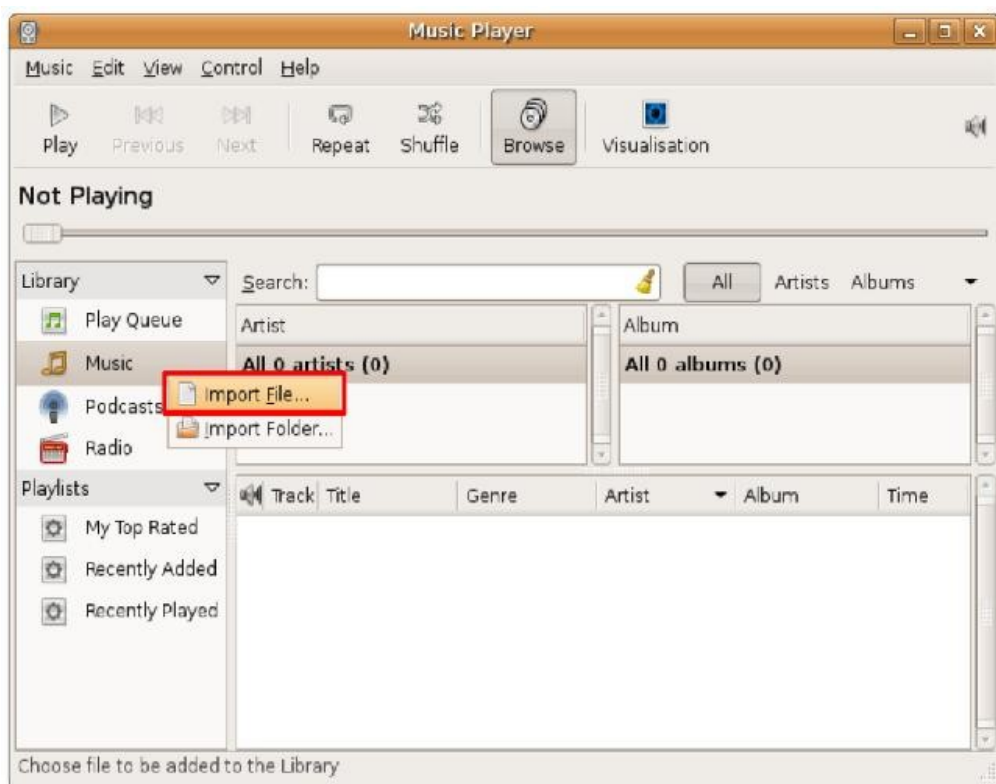 Music Player
Music Edit View Control Help
Play Previous Next Repeat Shuffle Browse Visualisation
Not Playing
Library
Search:
All Artists Albums
Play Queue
Artist
Album
Music
All 0 artists (0)
All 0 albums (0)
Import File...
Podcasts
Import Folder...
Radio
Playlists
Track Title Genre Artist Album Time
My Top Rated
Recently Added
Recently Played
Choose file to be added to the Library